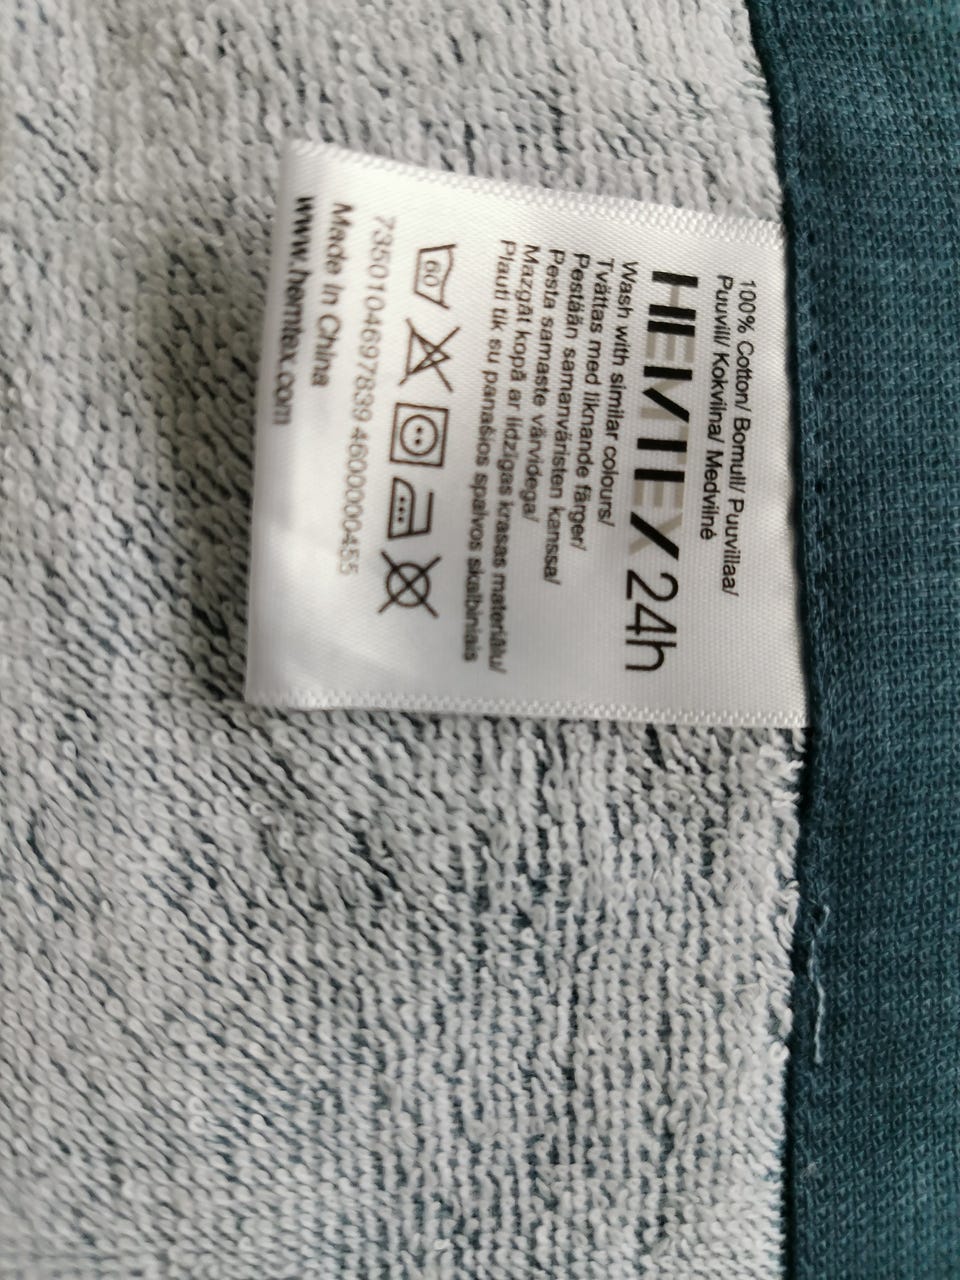 100% Cotton/ Bomull/ Puuvillaa/
Puuvill/ Kokvilna/ Medvilnė
HEMTEX 24h
Wash with similar colours/
Tvättas med liknande färger/
Pestään samanväristen kanssa/
Pesta samaste värvidega/
Mazgāt kopā ar līdzīgas krāsas materiālu/
Plauti tik su panašios spalvos skalbiniais
60
7350104697839 4600000455
Made in China
www.hemtex.com